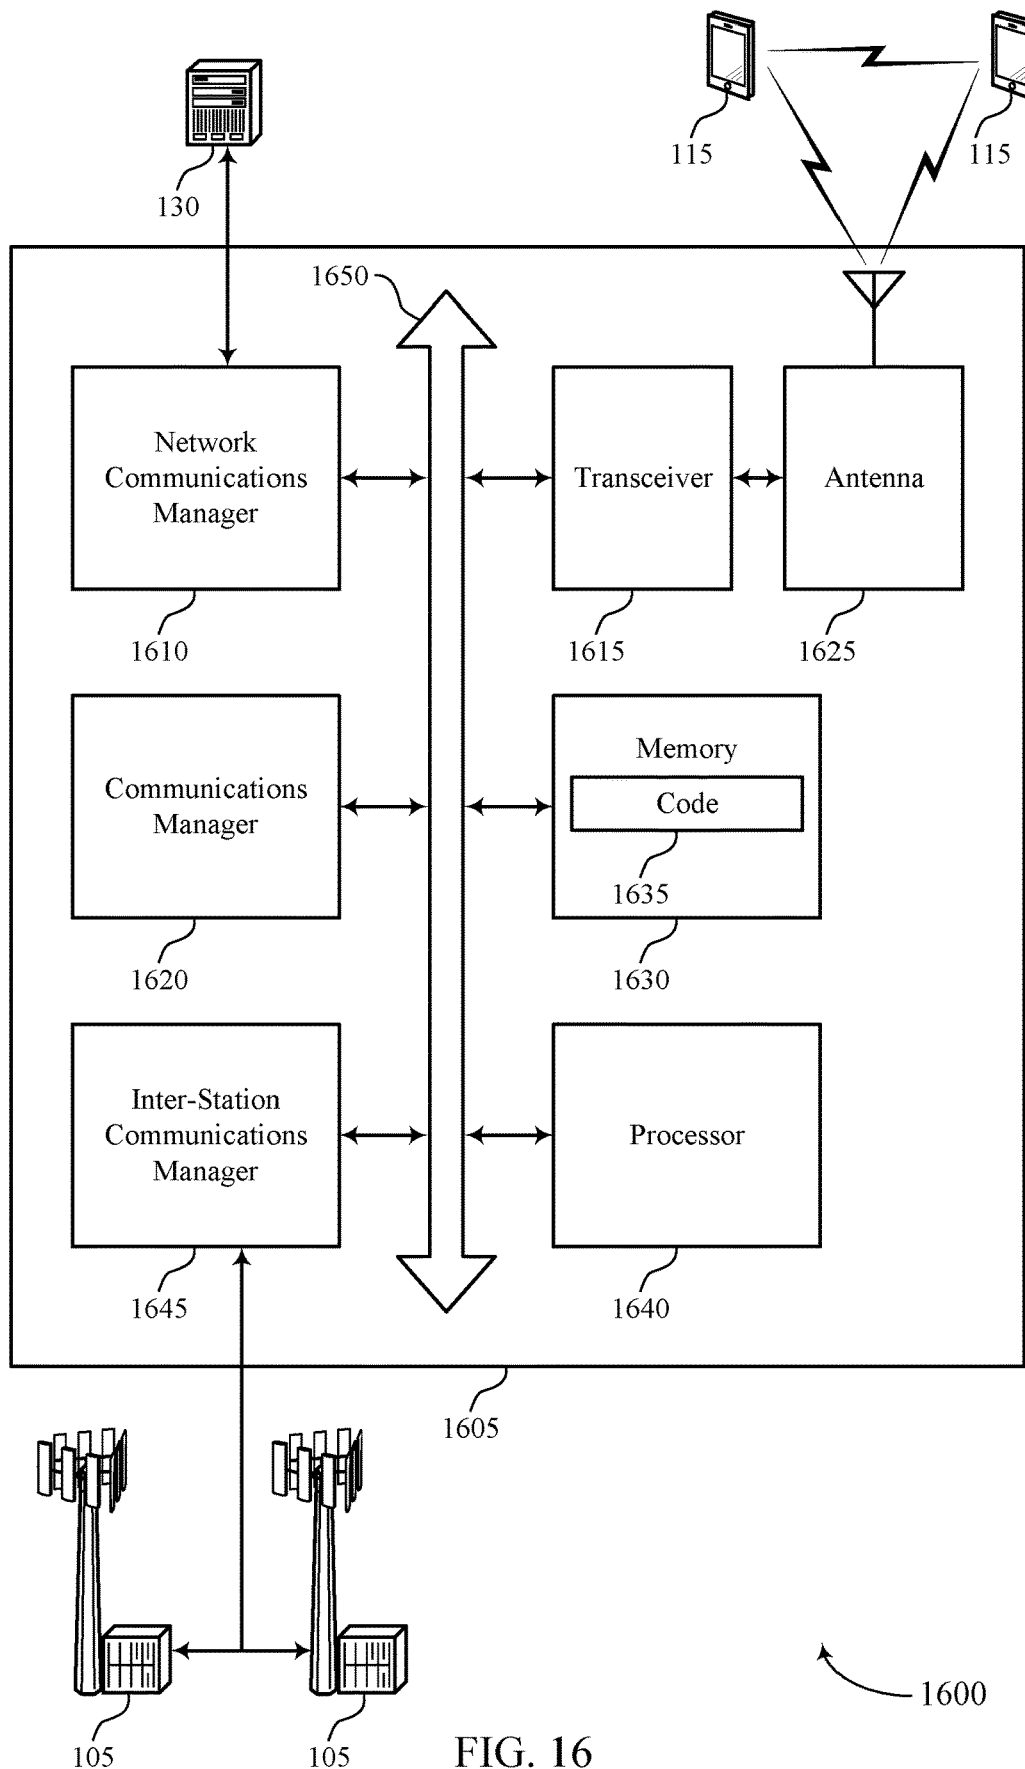 130
115
115
1650
Network
Communications
Manager
1610
Transceiver
1615
Antenna
1625
Communications
Manager
1620
Memory
Code
1635
1630
Inter-Station
Communications
Manager
1645
Processor
1640
1605
105
105
1600
FIG. 16